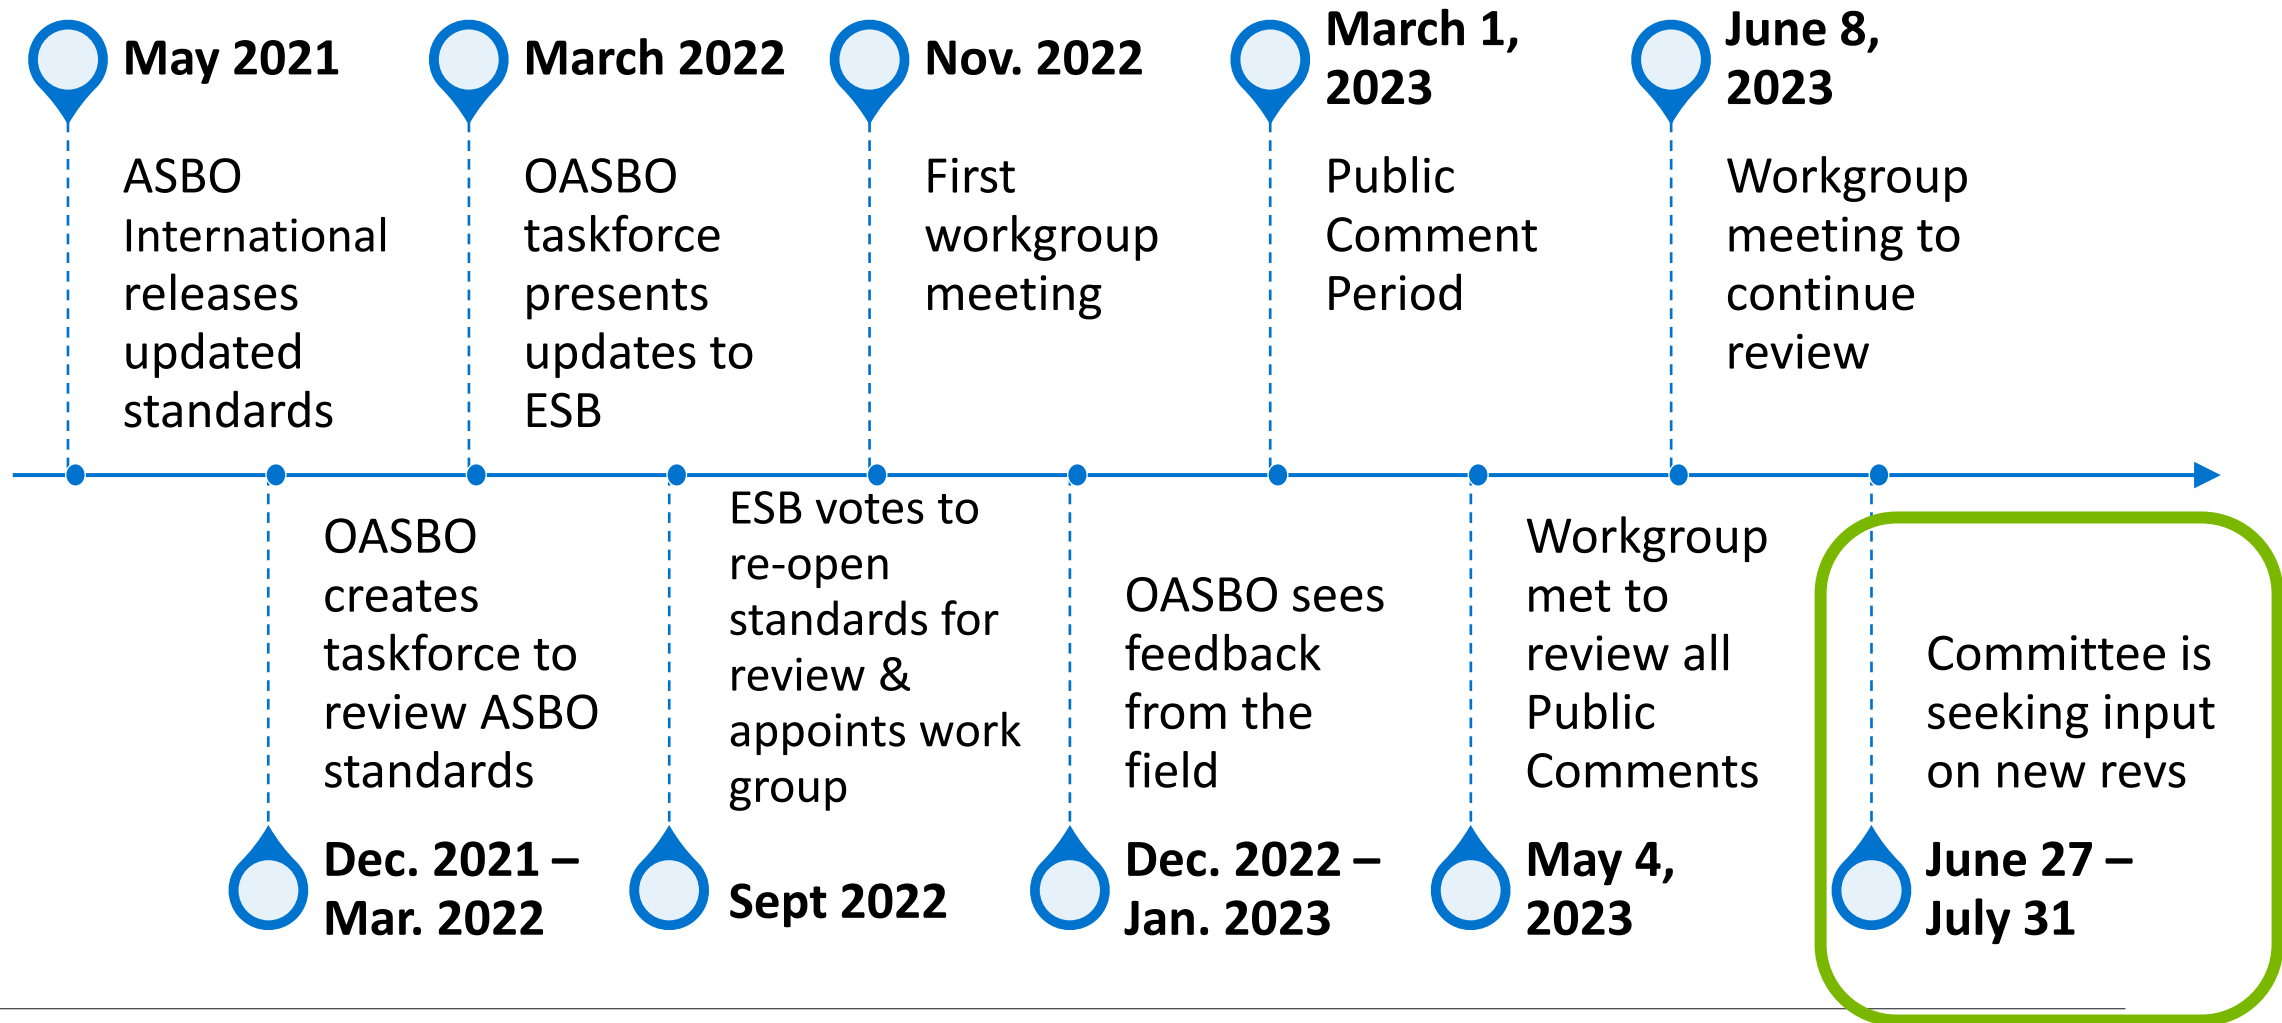 May 2021
ASBO
International
releases
updated
standards
OASBO
creates
taskforce to
review ASBO
standards
Dec. 2021 –
Mar. 2022
March 2022
OASBO
taskforce
presents
updates to
ESB
ESB votes to
re-open
standards for
review &
appoints work
group
Sept 2022
Nov. 2022
First
workgroup
meeting
OASBO sees
feedback
from the
field
Dec. 2022 –
Jan. 2023
March 1,
2023
Public
Comment
Period
Workgroup
met to
review all
Public
Comments
May 4,
2023
June 8,
2023
Workgroup
meeting to
continue
review
Committee is
seeking input
on new revs
June 27 –
July 31